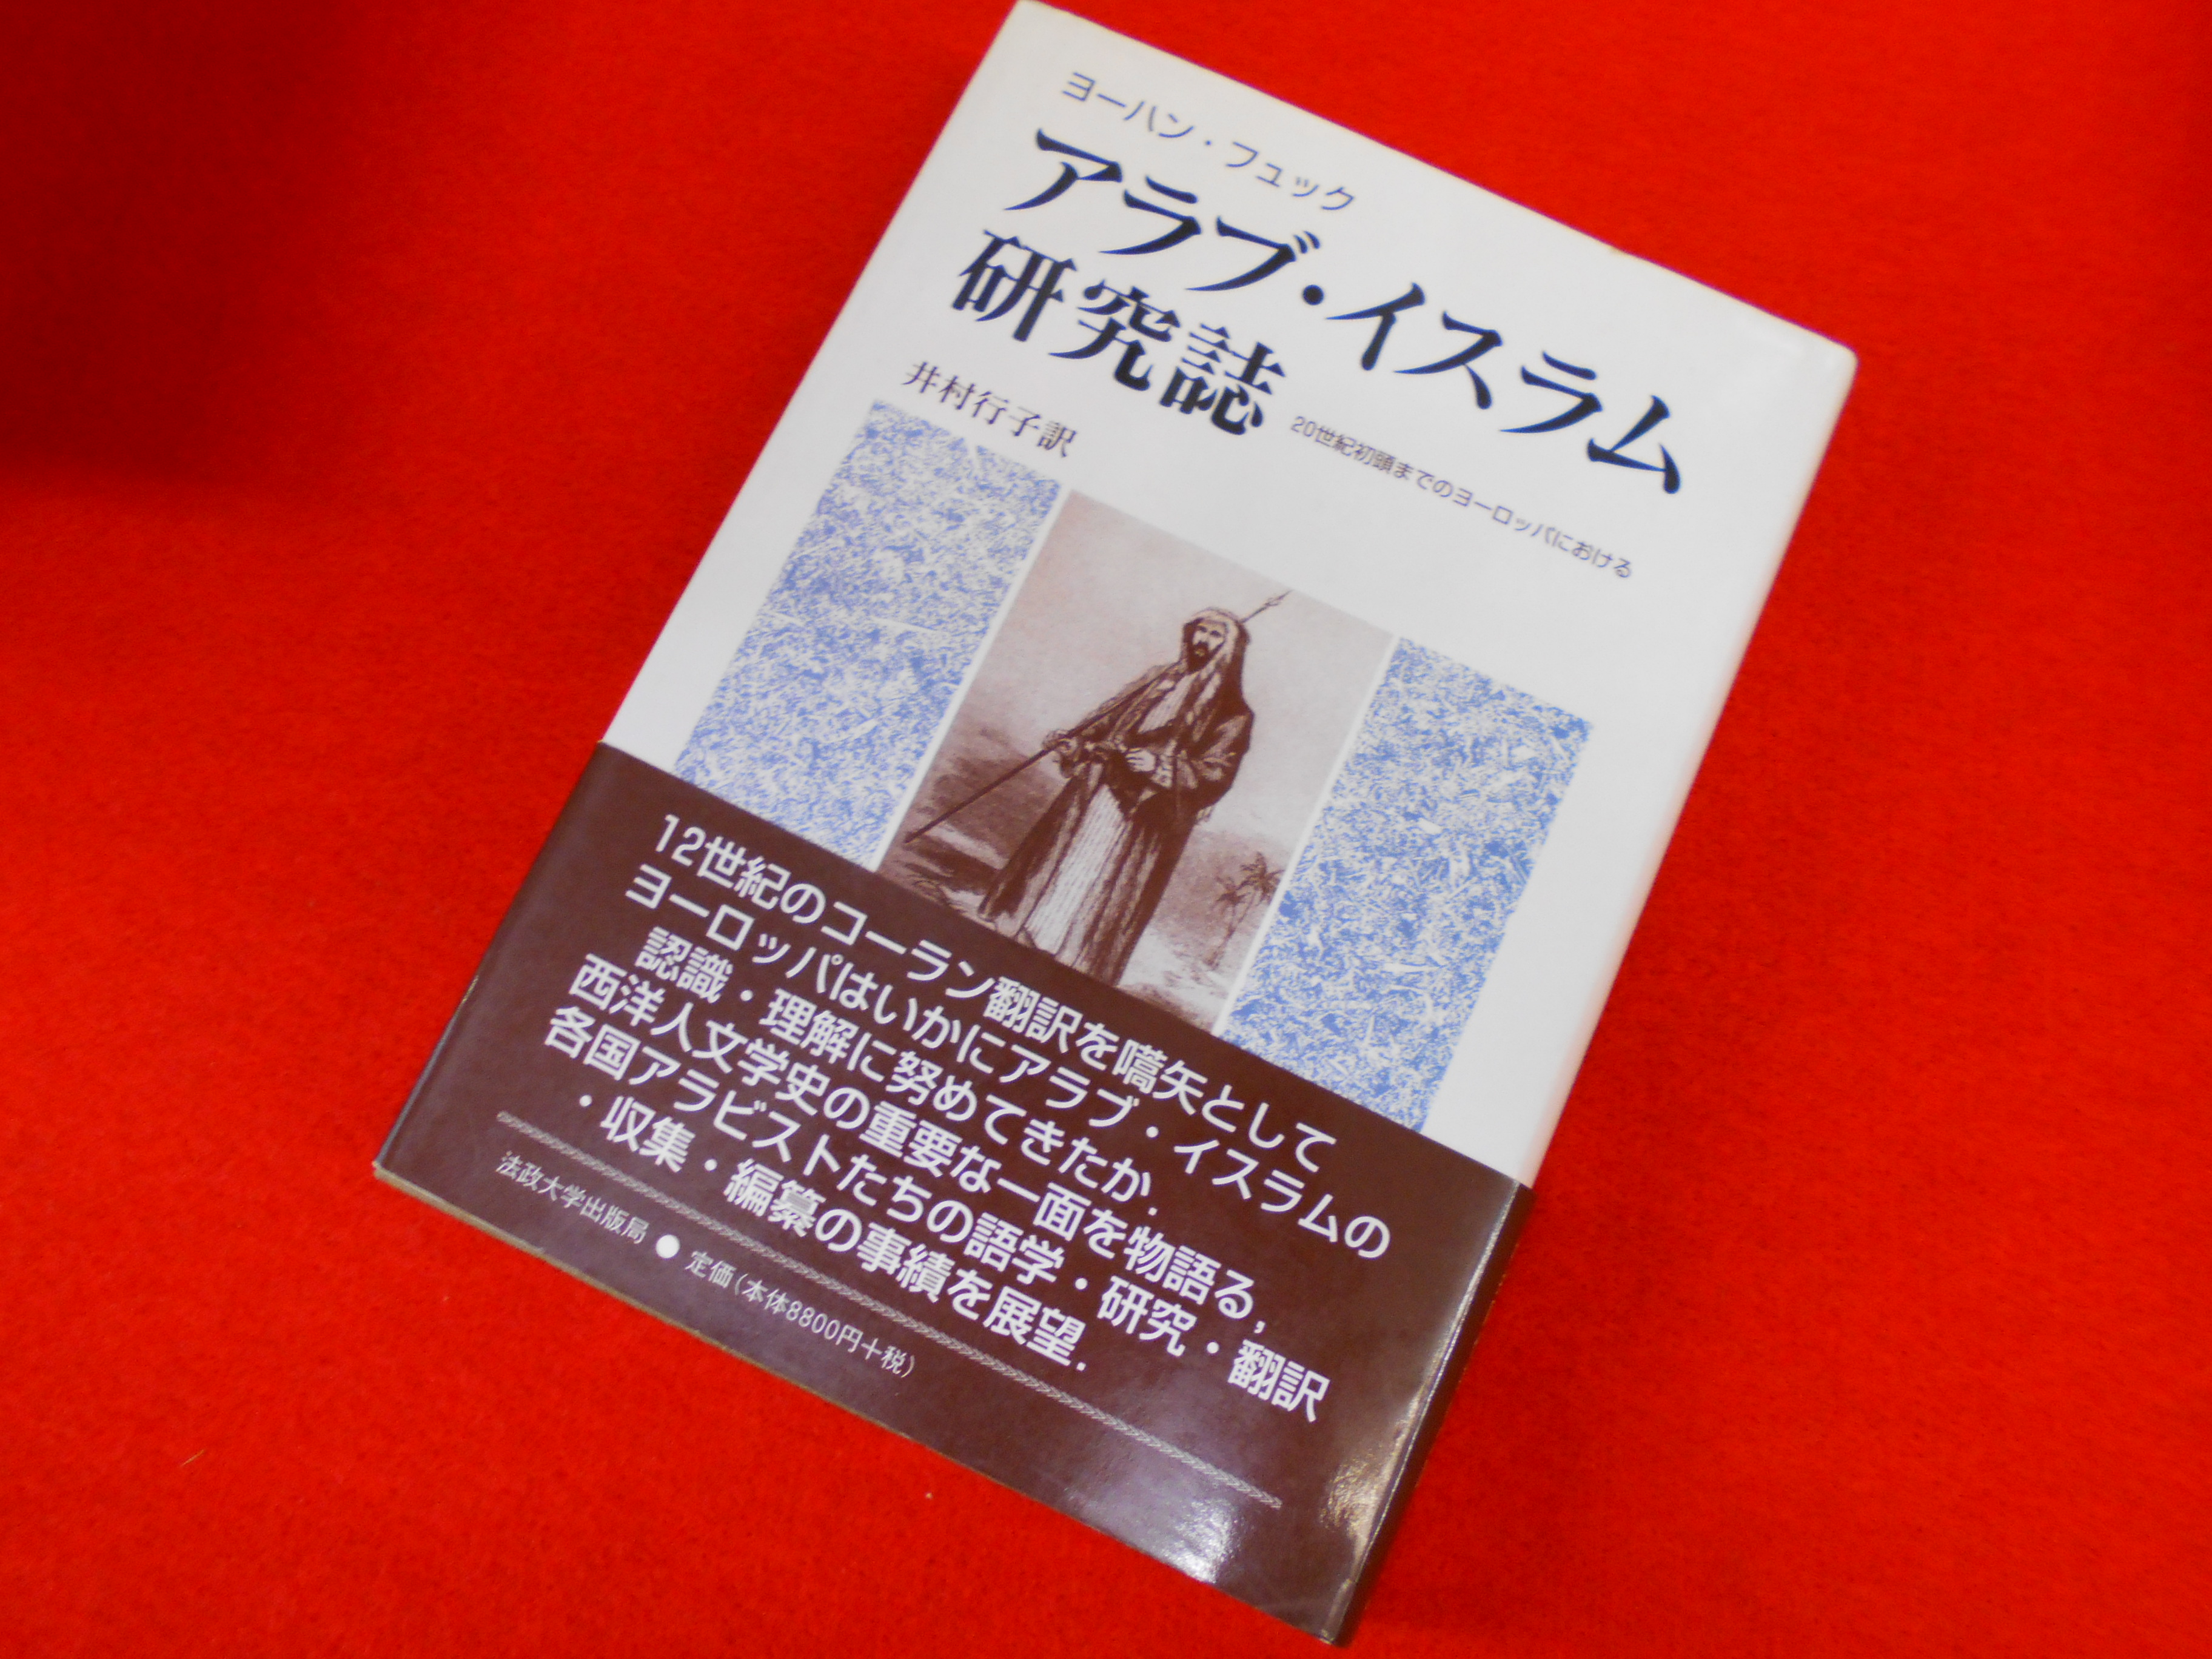 ヨーハン・フュック
アラブ・イスラム
研究誌
20世紀初頭までのヨーロッパにおける
井村行子訳
12世紀のコーラン翻訳を嚆矢として
ヨーロッパはいかにアラブ・イスラムの
認識・理解に努めてきたか.
西洋人文学史の重要な一面を物語る,
各国アラビストたちの語学・研究・翻訳
・収集・編纂の事績を展望.
法政大学出版局 ● 定価(本体8800円+税)